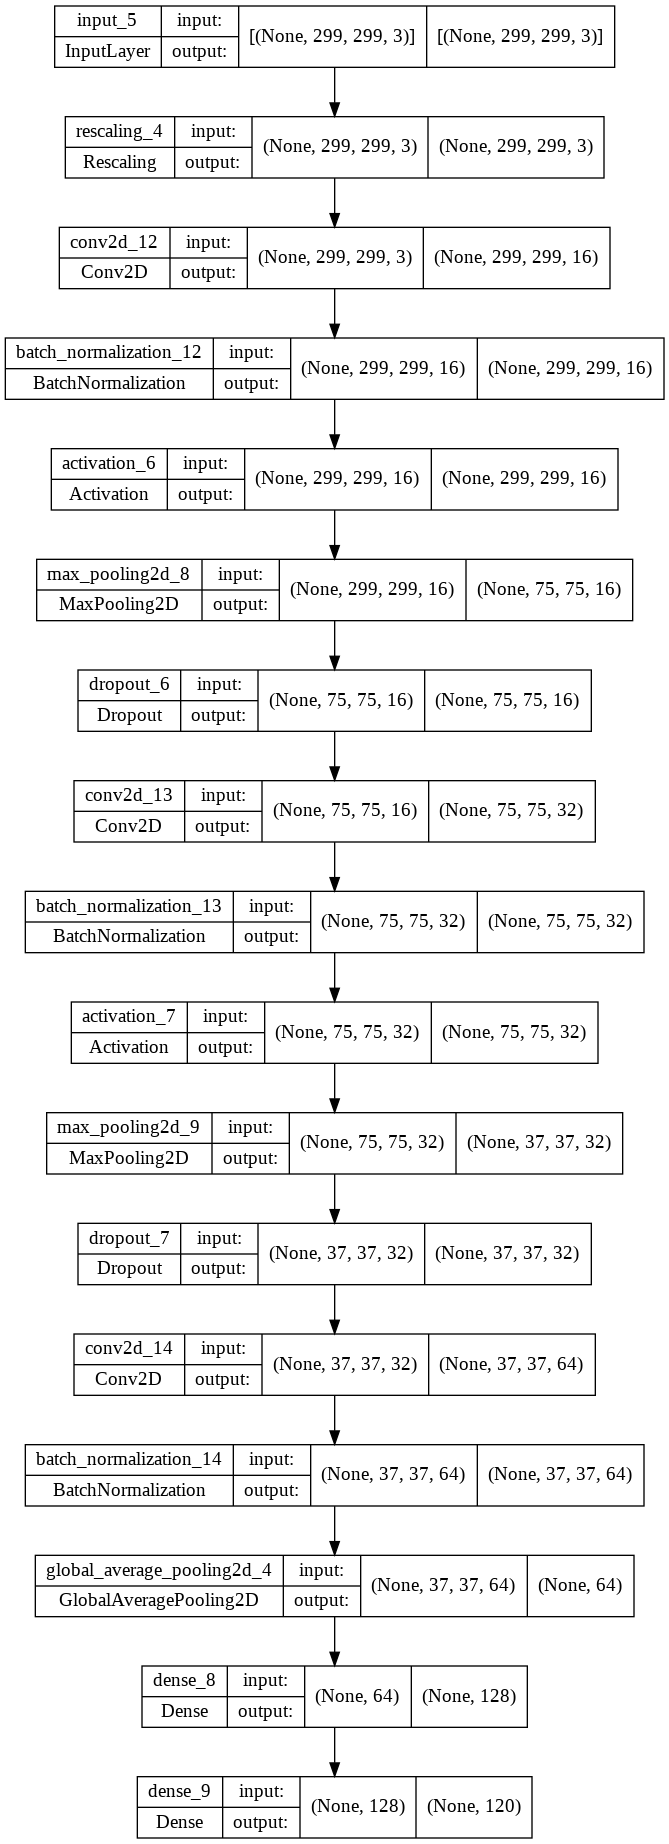 input_5 input: [(None, 299, 299, 3)] [(None, 299, 299, 3)]
InputLayer output:
rescaling_4 input: (None, 299, 299, 3) (None, 299, 299, 3)
Rescaling output:
conv2d_12 input: (None, 299, 299, 3) (None, 299, 299, 16)
Conv2D output:
batch_normalization_12 input: (None, 299, 299, 16) (None, 299, 299, 16)
BatchNormalization output:
activation_6 input: (None, 299, 299, 16) (None, 299, 299, 16)
Activation output:
max_pooling2d_8 input: (None, 299, 299, 16) (None, 75, 75, 16)
MaxPooling2D output:
dropout_6 input: (None, 75, 75, 16) (None, 75, 75, 16)
Dropout output:
conv2d_13 input: (None, 75, 75, 16) (None, 75, 75, 32)
Conv2D output:
batch_normalization_13 input: (None, 75, 75, 32) (None, 75, 75, 32)
BatchNormalization output:
activation_7 input: (None, 75, 75, 32) (None, 75, 75, 32)
Activation output:
max_pooling2d_9 input: (None, 75, 75, 32) (None, 37, 37, 32)
MaxPooling2D output:
dropout_7 input: (None, 37, 37, 32) (None, 37, 37, 32)
Dropout output:
conv2d_14 input: (None, 37, 37, 32) (None, 37, 37, 64)
Conv2D output:
batch_normalization_14 input: (None, 37, 37, 64) (None, 37, 37, 64)
BatchNormalization output:
global_average_pooling2d_4 input: (None, 37, 37, 64) (None, 64)
GlobalAveragePooling2D output:
dense_8 input: (None, 64) (None, 128)
Dense output:
dense_9 input: (None, 128) (None, 120)
Dense output: